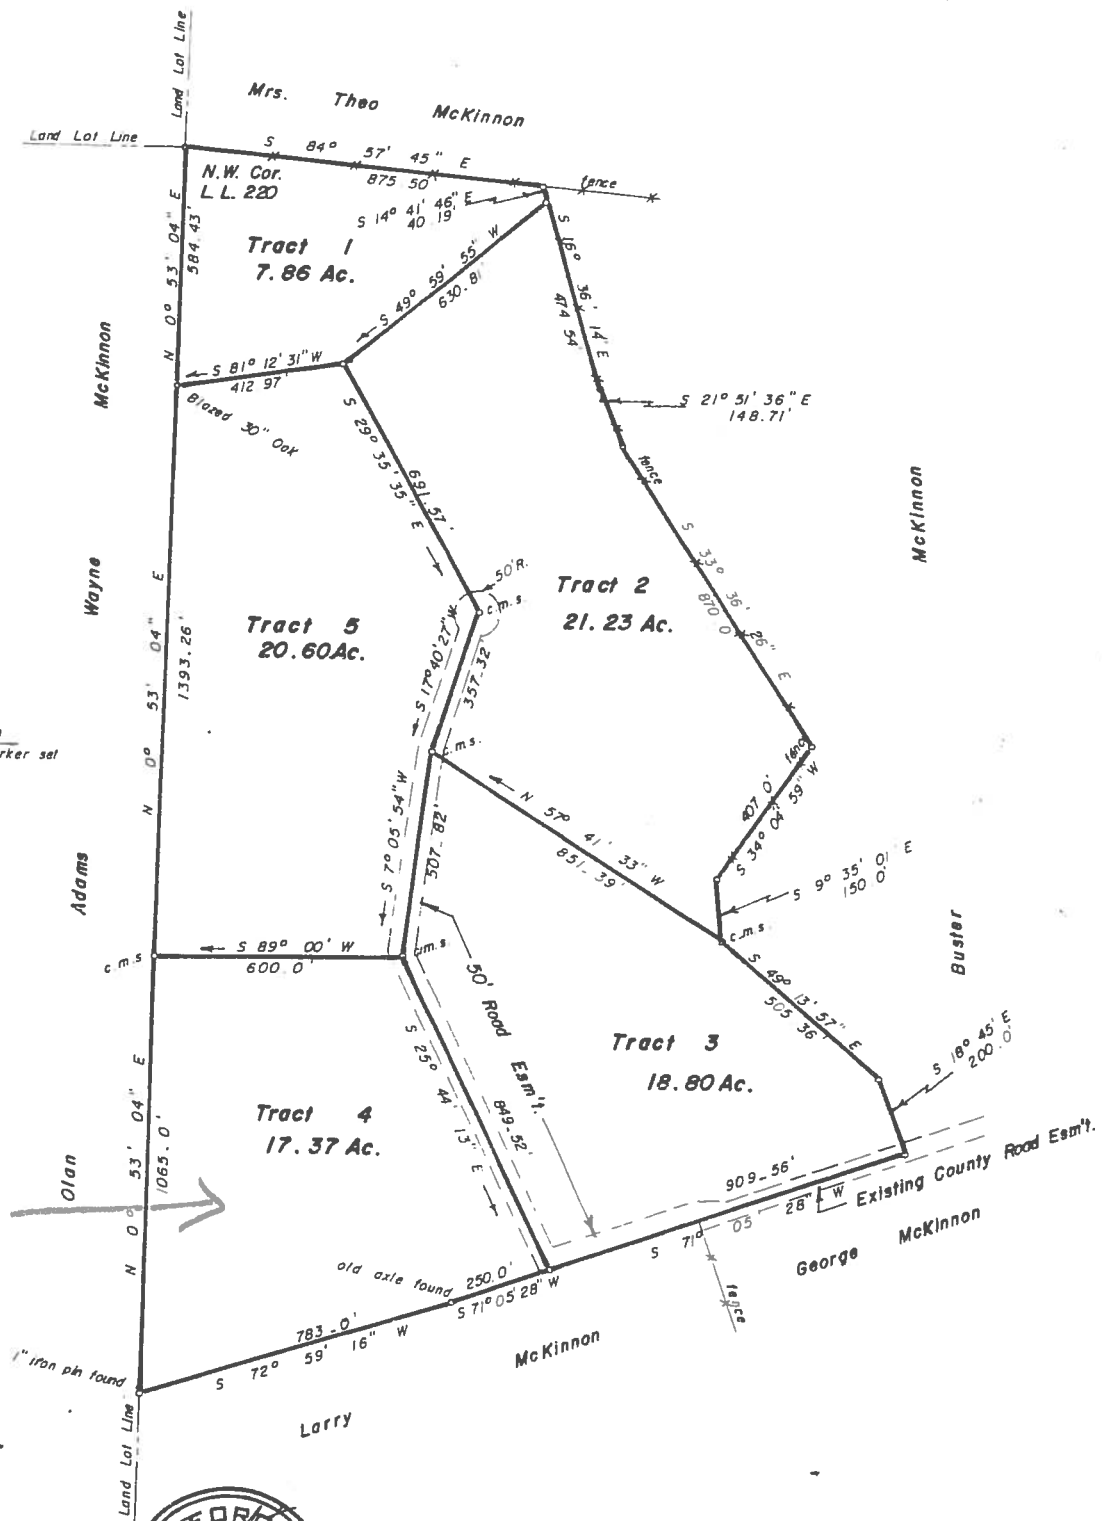 Land Lot Line
Mrs. Theo McKinnon
Land Lot Line
S 84° 57' 45" E
875.50'
fence
N.W. Cor.
L.L. 220
S 14° 41' 46" E
40.19'
Tract 1
7.86 Ac.
N 0° 53' 04" E
584.43'
S 49° 59' 55" W
630.81'
S 16° 36' 14" E
474.54'
S 81° 12' 31" W
412.97'
Blazed 30" Oak
S 21° 51' 36" E
148.71'
fence
S 29° 35' 35" E
691.57'
McKinnon
Wayne
Adams
Olan
McKinnon
Buster
S 33° 36' 26" E
870.0
50'R.
c.m.s.
Tract 2
21.23 Ac.
Tract 5
20.60 Ac.
N 0° 53' 04" E
1393.26'
S 17° 40' 27" W
357.32'
c.m.s.
rker set
fence
S 34° 04' 59" W
407.0'
N 57° 41' 33" W
851.39'
S 7° 05' 54" W
507.82'
S 9° 35' 01" E
150.0'
c.m.s.
c.m.s
S 89° 00' W
600.0'
c.m.s.
50' Road Esm't.
S 49° 13' 57" E
505.36'
Tract 3
18.80 Ac.
S 18° 45' E
200.0'
Tract 4
17.37 Ac.
N 0° 53' 04" E
1065.0'
S 25° 44' 13" E
849.52'
909.56'
S 71° 05' 28" W
Existing County Road Esm't.
George McKinnon
fence
old axle found
250.0'
S 71° 05' 28" W
783.0'
S 72° 59' 16" W
1" iron pin found
Larry McKinnon
Land Lot Line